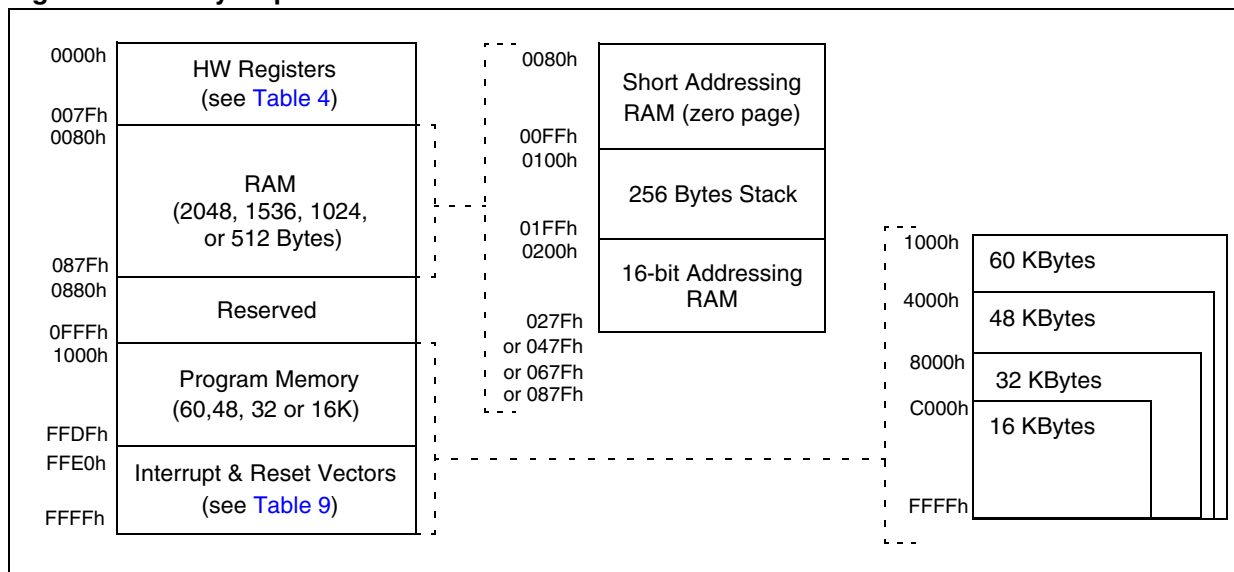 0000h
HW Registers
(see Table 4)
007Fh
0080h
RAM
(2048, 1536, 1024,
or 512 Bytes)
087Fh
0880h
Reserved
0FFFh
1000h
Program Memory
(60,48, 32 or 16K)
FFDFh
FFE0h
Interrupt & Reset Vectors
(see Table 9)
FFFFh
0080h
Short Addressing
RAM (zero page)
00FFh
0100h
256 Bytes Stack
01FFh
0200h
16-bit Addressing
RAM
027Fh
or 047Fh
or 067Fh
or 087Fh
1000h
60 KBytes
4000h
48 KBytes
8000h
32 KBytes
C000h
16 KBytes
FFFFh